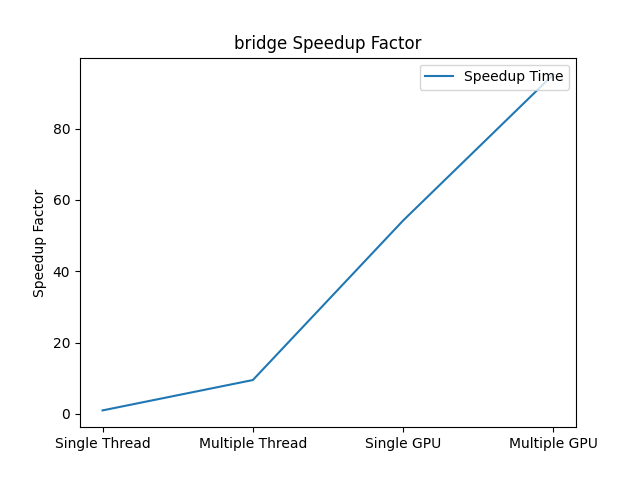 bridge Speedup Factor
Speedup Time
Speedup Factor
80
60
40
20
0
Single Thread
Multiple Thread
Single GPU
Multiple GPU